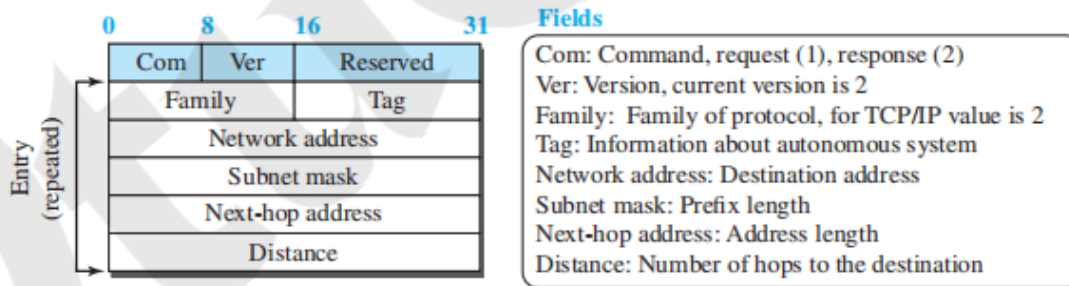 0 8 16 31
Com Ver Reserved
Family Tag
Network address
Subnet mask
Next-hop address
Distance
Entry
(repeated)
Fields
Com: Command, request (1), response (2)
Ver: Version, current version is 2
Family: Family of protocol, for TCP/IP value is 2
Tag: Information about autonomous system
Network address: Destination address
Subnet mask: Prefix length
Next-hop address: Address length
Distance: Number of hops to the destination